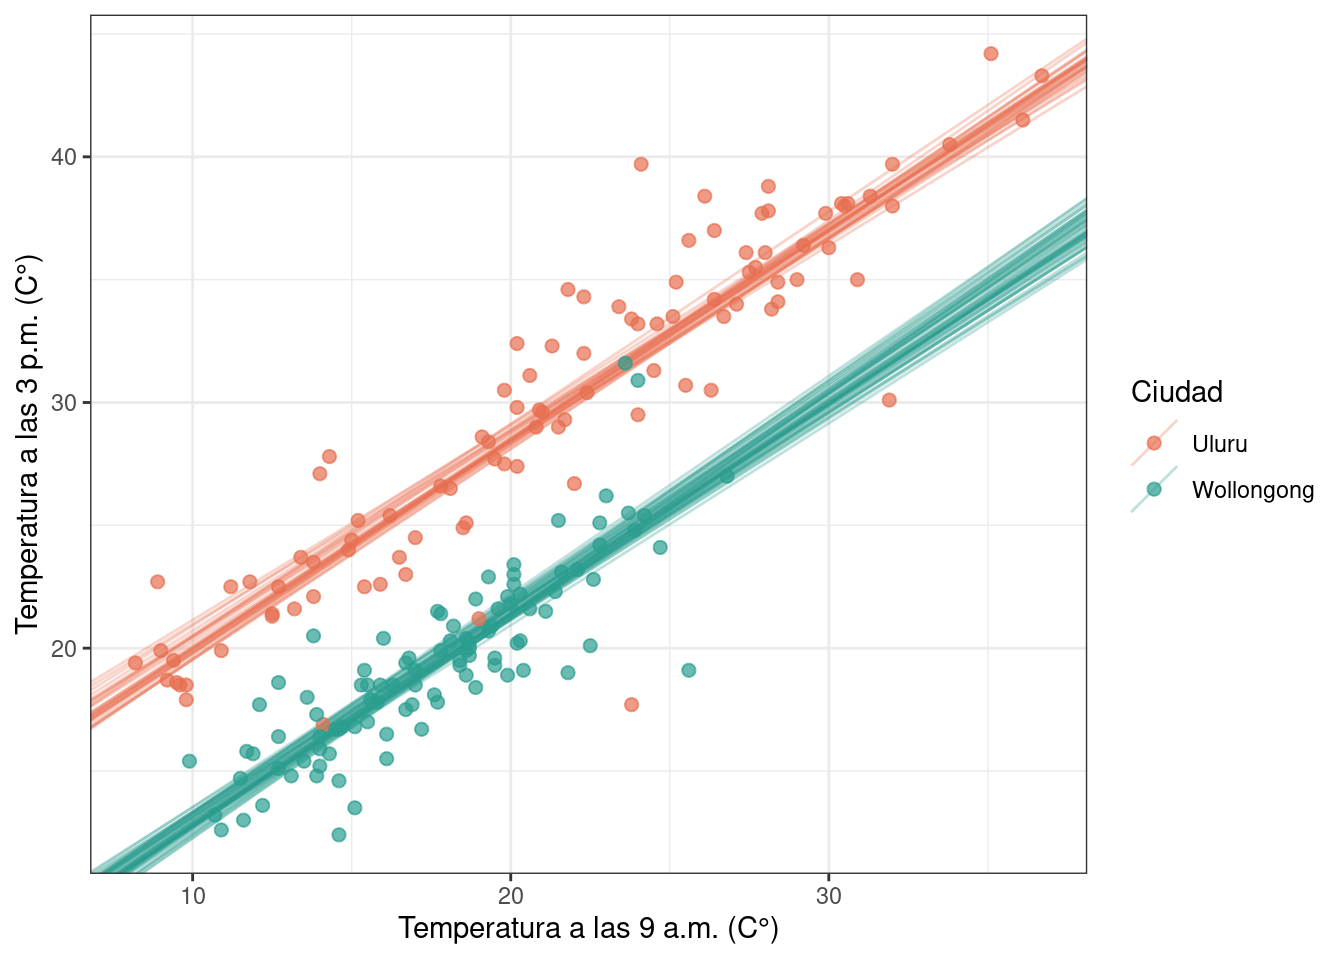 40
30
20
10
20
30
Temperatura a las 3 p.m. (C°)
Temperatura a las 9 a.m. (C°)
Ciudad
Uluru
Wollongong